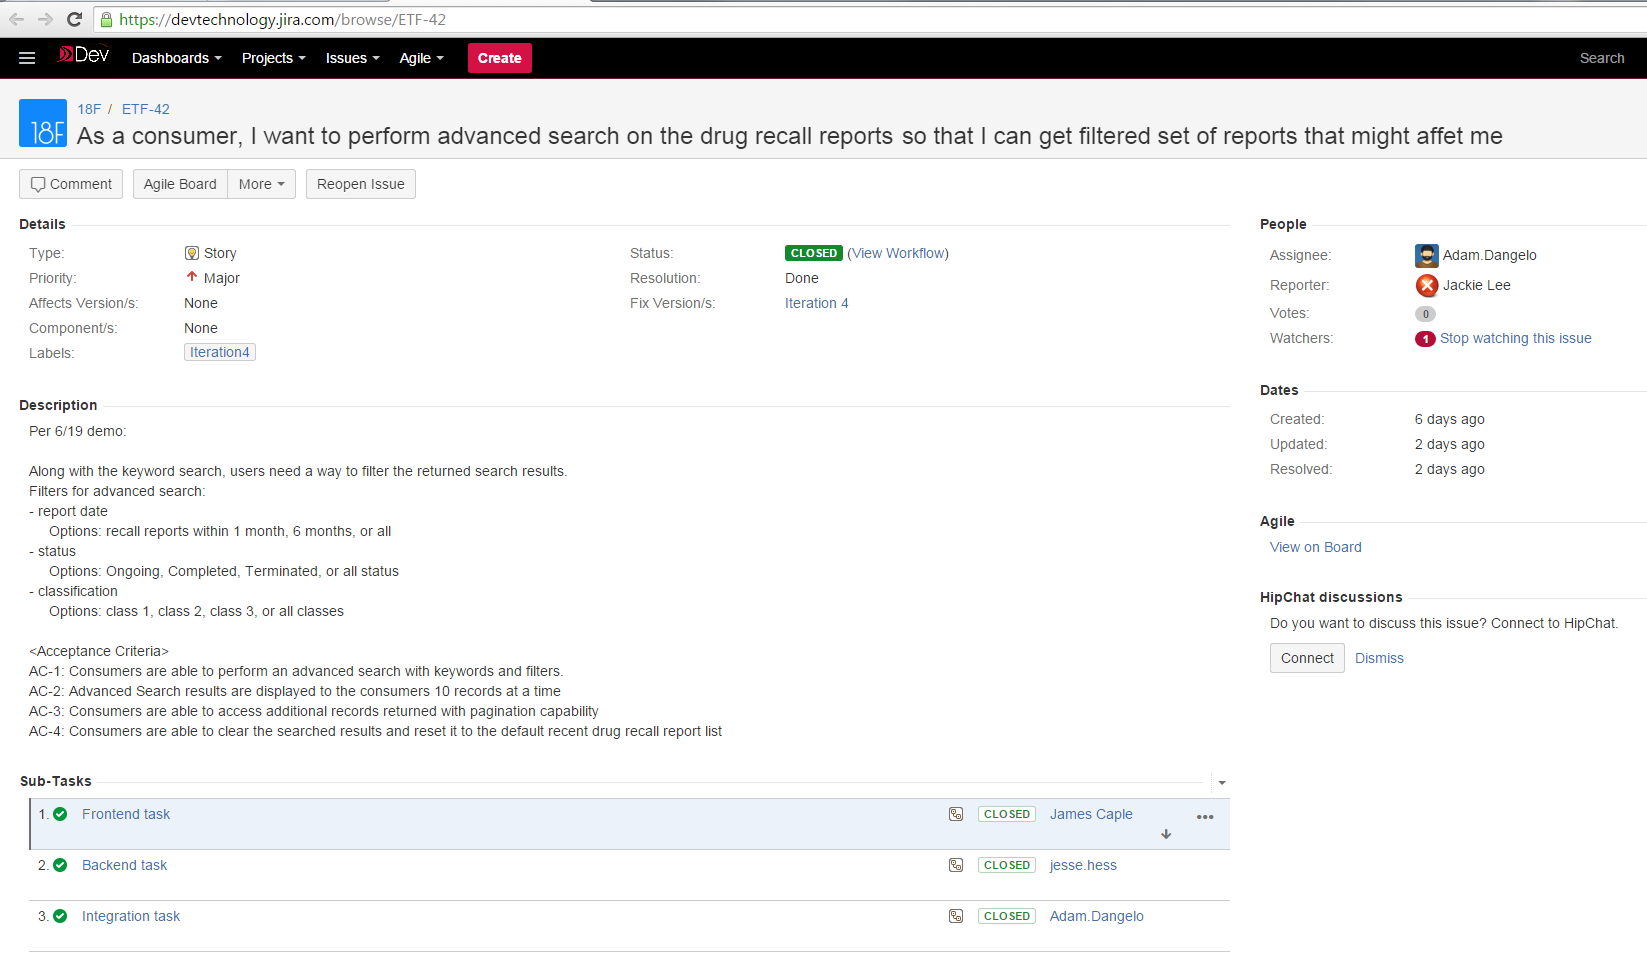 https://devtechnology.jira.com/browse/ETF-42
Dev Dashboards Projects Issues Agile Create Search
18F / ETF-42
18F
As a consumer, I want to perform advanced search on the drug recall reports so that I can get filtered set of reports that might affet me
Comment Agile Board More Reopen Issue
Details
Type: Story
Priority: Major
Affects Version/s: None
Component/s: None
Labels: Iteration4
Status: CLOSED (View Workflow)
Resolution: Done
Fix Version/s: Iteration 4
Description
Per 6/19 demo:
Along with the keyword search, users need a way to filter the returned search results.
Filters for advanced search:
- report date
Options: recall reports within 1 month, 6 months, or all
- status
Options: Ongoing, Completed, Terminated, or all status
- classification
Options: class 1, class 2, class 3, or all classes
<Acceptance Criteria>
AC-1: Consumers are able to perform an advanced search with keywords and filters.
AC-2: Advanced Search results are displayed to the consumers 10 records at a time
AC-3: Consumers are able to access additional records returned with pagination capability
AC-4: Consumers are able to clear the searched results and reset it to the default recent drug recall report list
Sub-Tasks
1. Frontend task CLOSED James Caple
2. Backend task CLOSED jesse.hess
3. Integration task CLOSED Adam.Dangelo
People
Assignee: Adam.Dangelo
Reporter: Jackie Lee
Votes: 0
Watchers: 1 Stop watching this issue
Dates
Created: 6 days ago
Updated: 2 days ago
Resolved: 2 days ago
Agile
View on Board
HipChat discussions
Do you want to discuss this issue? Connect to HipChat.
Connect Dismiss